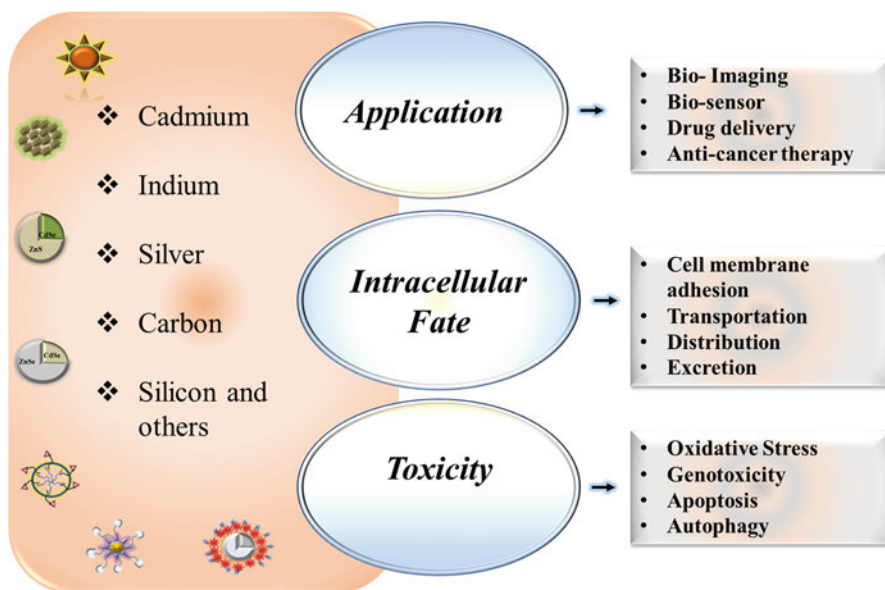 ❖ Cadmium
❖ Indium
CdSe
ZnS
❖ Silver
❖ Carbon
ZnSe
CdSe
❖ Silicon and
others
Application
• Bio- Imaging
• Bio-sensor
• Drug delivery
• Anti-cancer therapy
Intracellular
Fate
• Cell membrane
adhesion
• Transportation
• Distribution
• Excretion
Toxicity
• Oxidative Stress
• Genotoxicity
• Apoptosis
• Autophagy